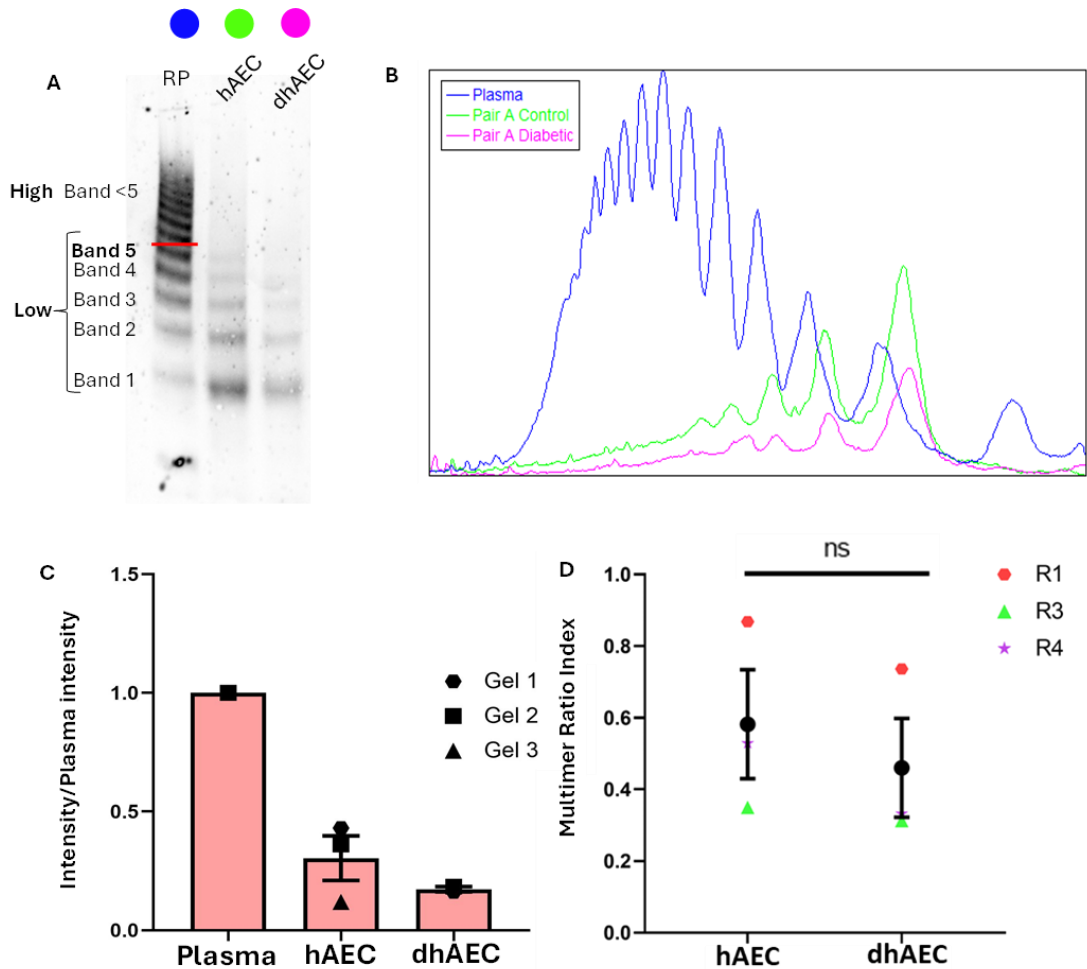 A
RP
hAEC
dhAEC
High Band <5
Band 5
Band 4
Band 3
Low
Band 2
Band 1
B
Plasma
Pair A Control
Pair A Diabetic
C
Intensity/Plasma intensity
1.5
1.0
0.5
0.0
Plasma
hAEC
dhAEC
Gel 1
Gel 2
Gel 3
D
ns
Multimer Ratio Index
1.0
0.8
0.6
0.4
0.2
0.0
hAEC
dhAEC
R1
R3
R4